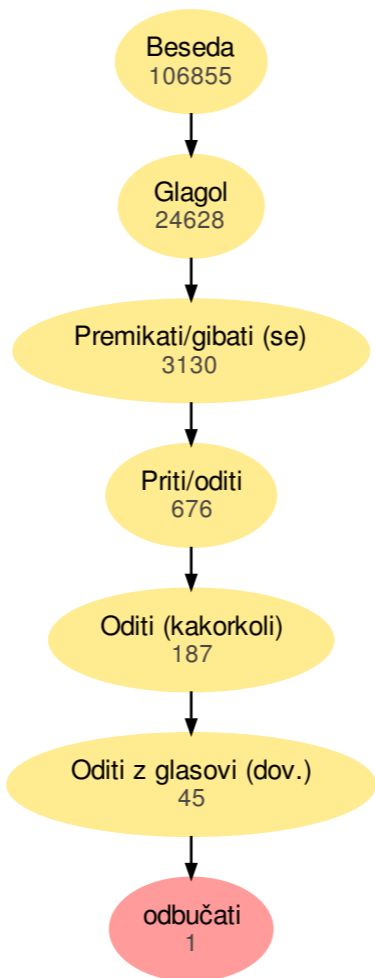 Beseda
106855
Glagol
24628
Premikati/gibati (se)
3130
Priti/oditi
676
Oditi (kakorkoli)
187
Oditi z glasovi (dov.)
45
odbučati
1